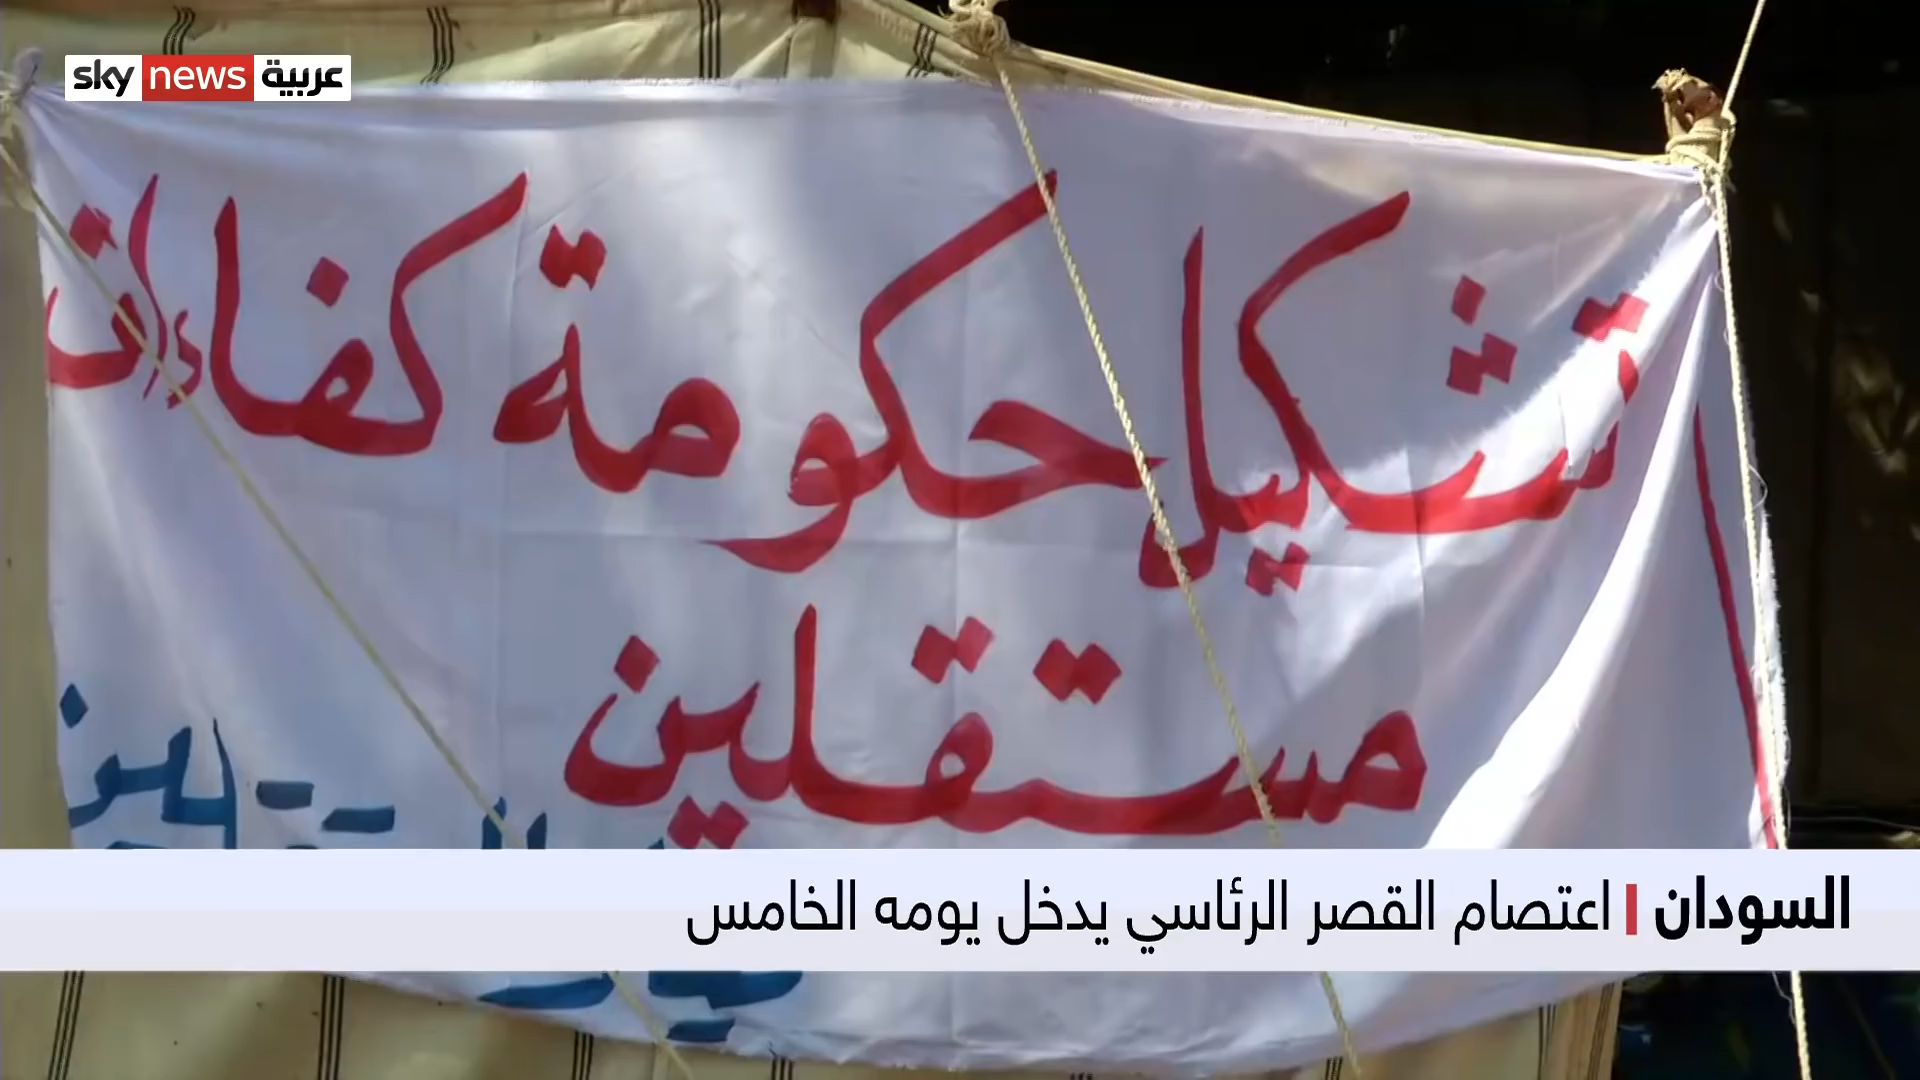 sky news عربية
تشكيل حكومة كفاءات
مستقلين
السودان | اعتصام القصر الرئاسي يدخل يومه الخامس